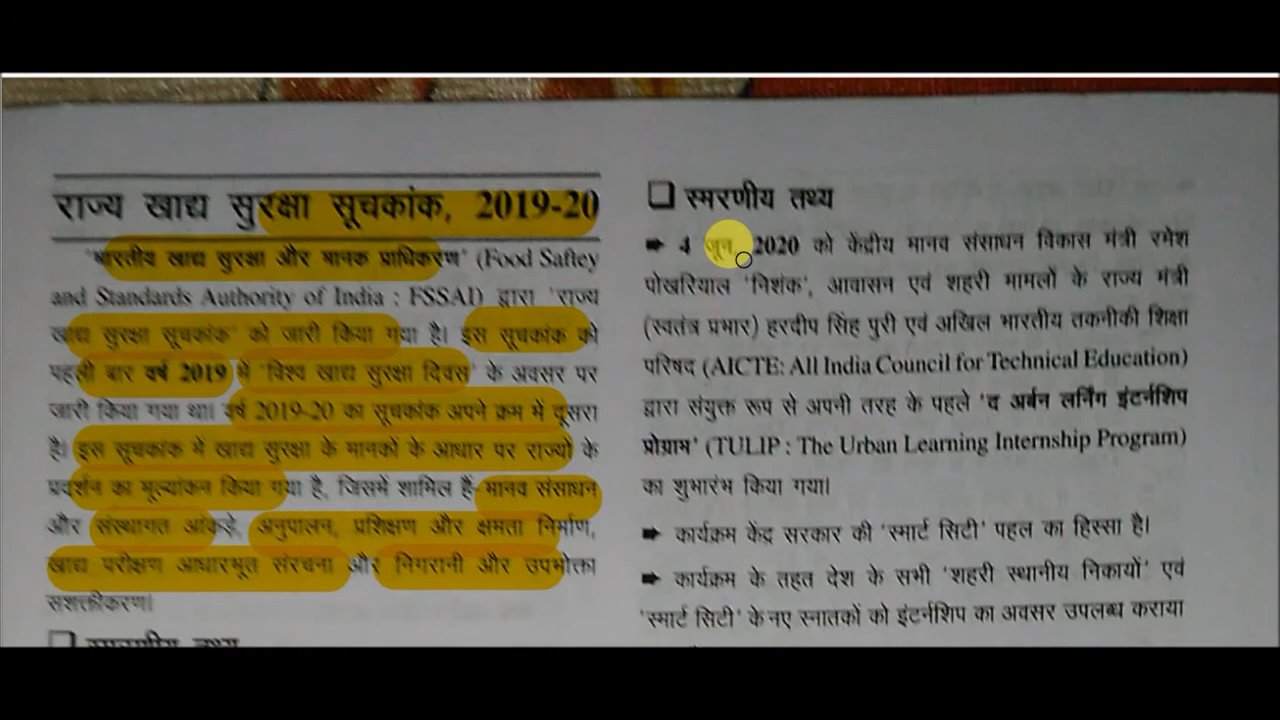 राज्य खाद्य सुरक्षा सूचकांक, 2019-20
'भारतीय खाद्य सुरक्षा और मानक प्राधिकरण' (Food Saftey
and Standards Authority of India : FSSAI) द्वारा 'राज्य
खाद्य सुरक्षा सूचकांक' को जारी किया गया है। इस सूचकांक को
पहली बार वर्ष 2019 में 'विश्व खाद्य सुरक्षा दिवस' के अवसर पर
जारी किया गया था। वर्ष 2019-20 का सूचकांक अपने क्रम में दूसरा
है। इस सूचकांक में खाद्य सुरक्षा के मानकों के आधार पर राज्यों के
प्रदर्शन का मूल्यांकन किया गया है, जिसमें शामिल हैं-मानव संसाधन
और संस्थागत आंकड़े, अनुपालन, प्रशिक्षण और क्षमता निर्माण,
खाद्य परीक्षण आधारभूत संरचना और निगरानी और उपभोक्ता
सशक्तीकरण।
❑ स्मरणीय तथ्य
❑ स्मरणीय तथ्य
➨ 4 जून, 2020 को केंद्रीय मानव संसाधन विकास मंत्री रमेश
पोखरियाल 'निशंक', आवासन एवं शहरी मामलों के राज्य मंत्री
(स्वतंत्र प्रभार) हरदीप सिंह पुरी एवं अखिल भारतीय तकनीकी शिक्षा
परिषद (AICTE: All India Council for Technical Education)
द्वारा संयुक्त रूप से अपनी तरह के पहले 'द अर्बन लर्निंग इंटर्नशिप
प्रोग्राम' (TULIP : The Urban Learning Internship Program)
का शुभारंभ किया गया।
➨ कार्यक्रम केंद्र सरकार की 'स्मार्ट सिटी' पहल का हिस्सा है।
➨ कार्यक्रम के तहत देश के सभी 'शहरी स्थानीय निकायों' एवं
'स्मार्ट सिटी' के नए स्नातकों को इंटर्नशिप का अवसर उपलब्ध कराया